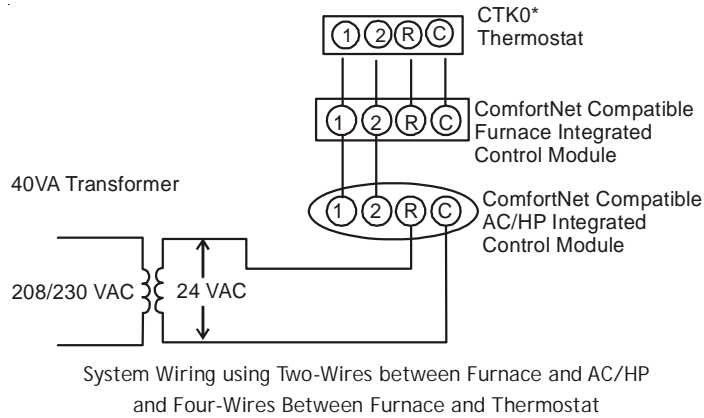 CTK0*
Thermostat
1 2 R C
ComfortNet Compatible
Furnace Integrated
Control Module
1 2 R C
40VA Transformer
ComfortNet Compatible
AC/HP Integrated
Control Module
1 2 R C
208/230 VAC
24 VAC
System Wiring using Two-Wires between Furnace and AC/HP
and Four-Wires Between Furnace and Thermostat